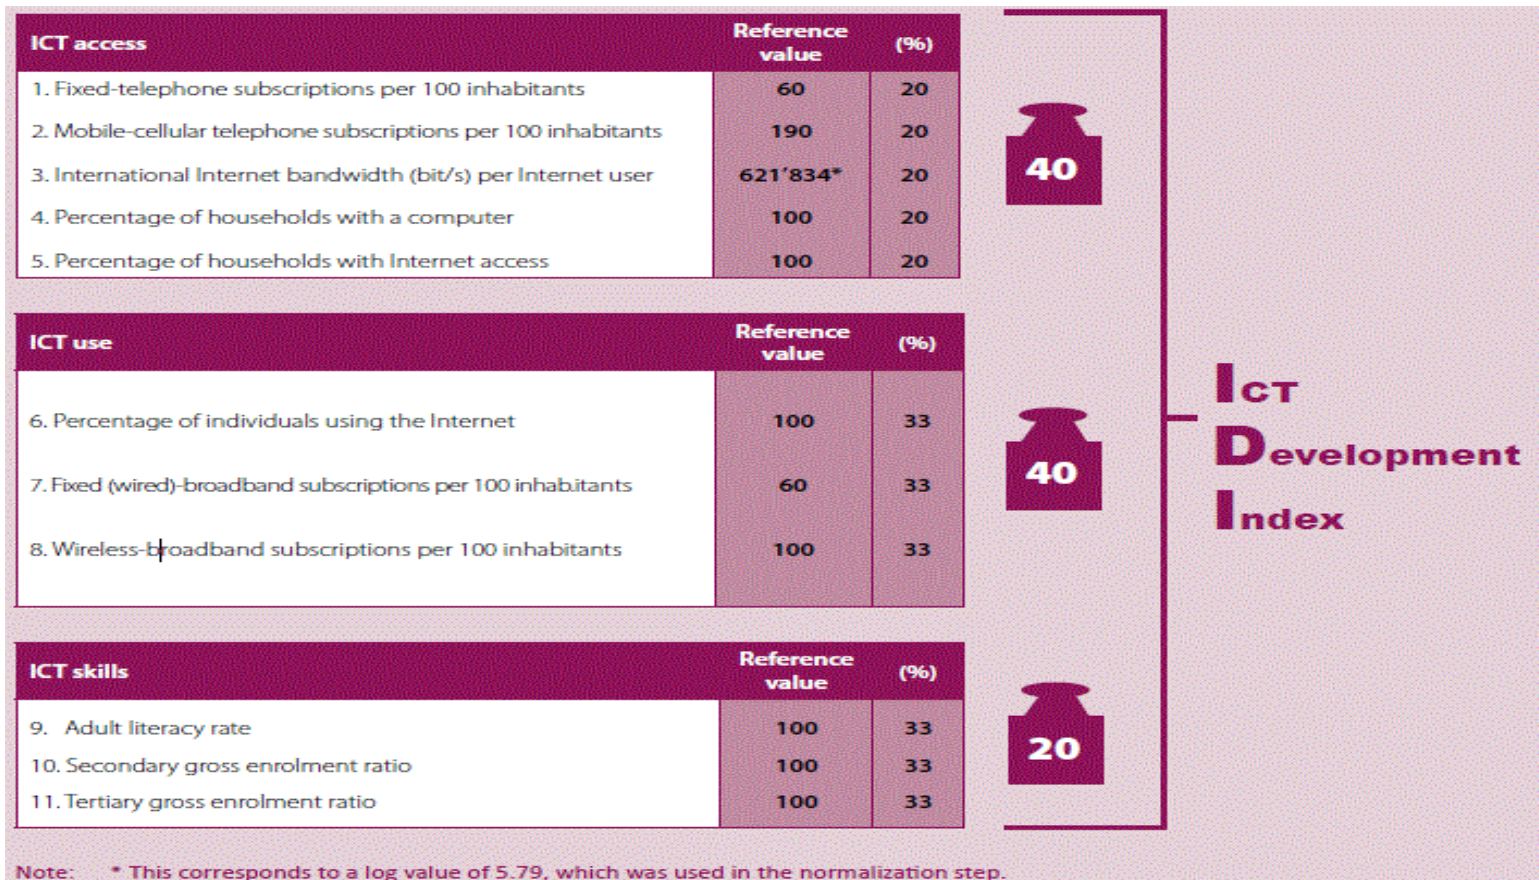 ICT access Reference value (%)
1. Fixed-telephone subscriptions per 100 inhabitants 60 20
2. Mobile-cellular telephone subscriptions per 100 inhabitants 190 20
3. International Internet bandwidth (bit/s) per Internet user 621’834* 20
4. Percentage of households with a computer 100 20
5. Percentage of households with Internet access 100 20
40
ICT use Reference value (%)
6. Percentage of individuals using the Internet 100 33
7. Fixed (wired)-broadband subscriptions per 100 inhab.itants 60 33
8. Wireless-broadband subscriptions per 100 inhabitants 100 33
40
ICT skills Reference value (%)
9. Adult literacy rate 100 33
10. Secondary gross enrolment ratio 100 33
11. Tertiary gross enrolment ratio 100 33
20
ICT
Development
Index
Note: * This corresponds to a log value of 5.79, which was used in the normalization step.